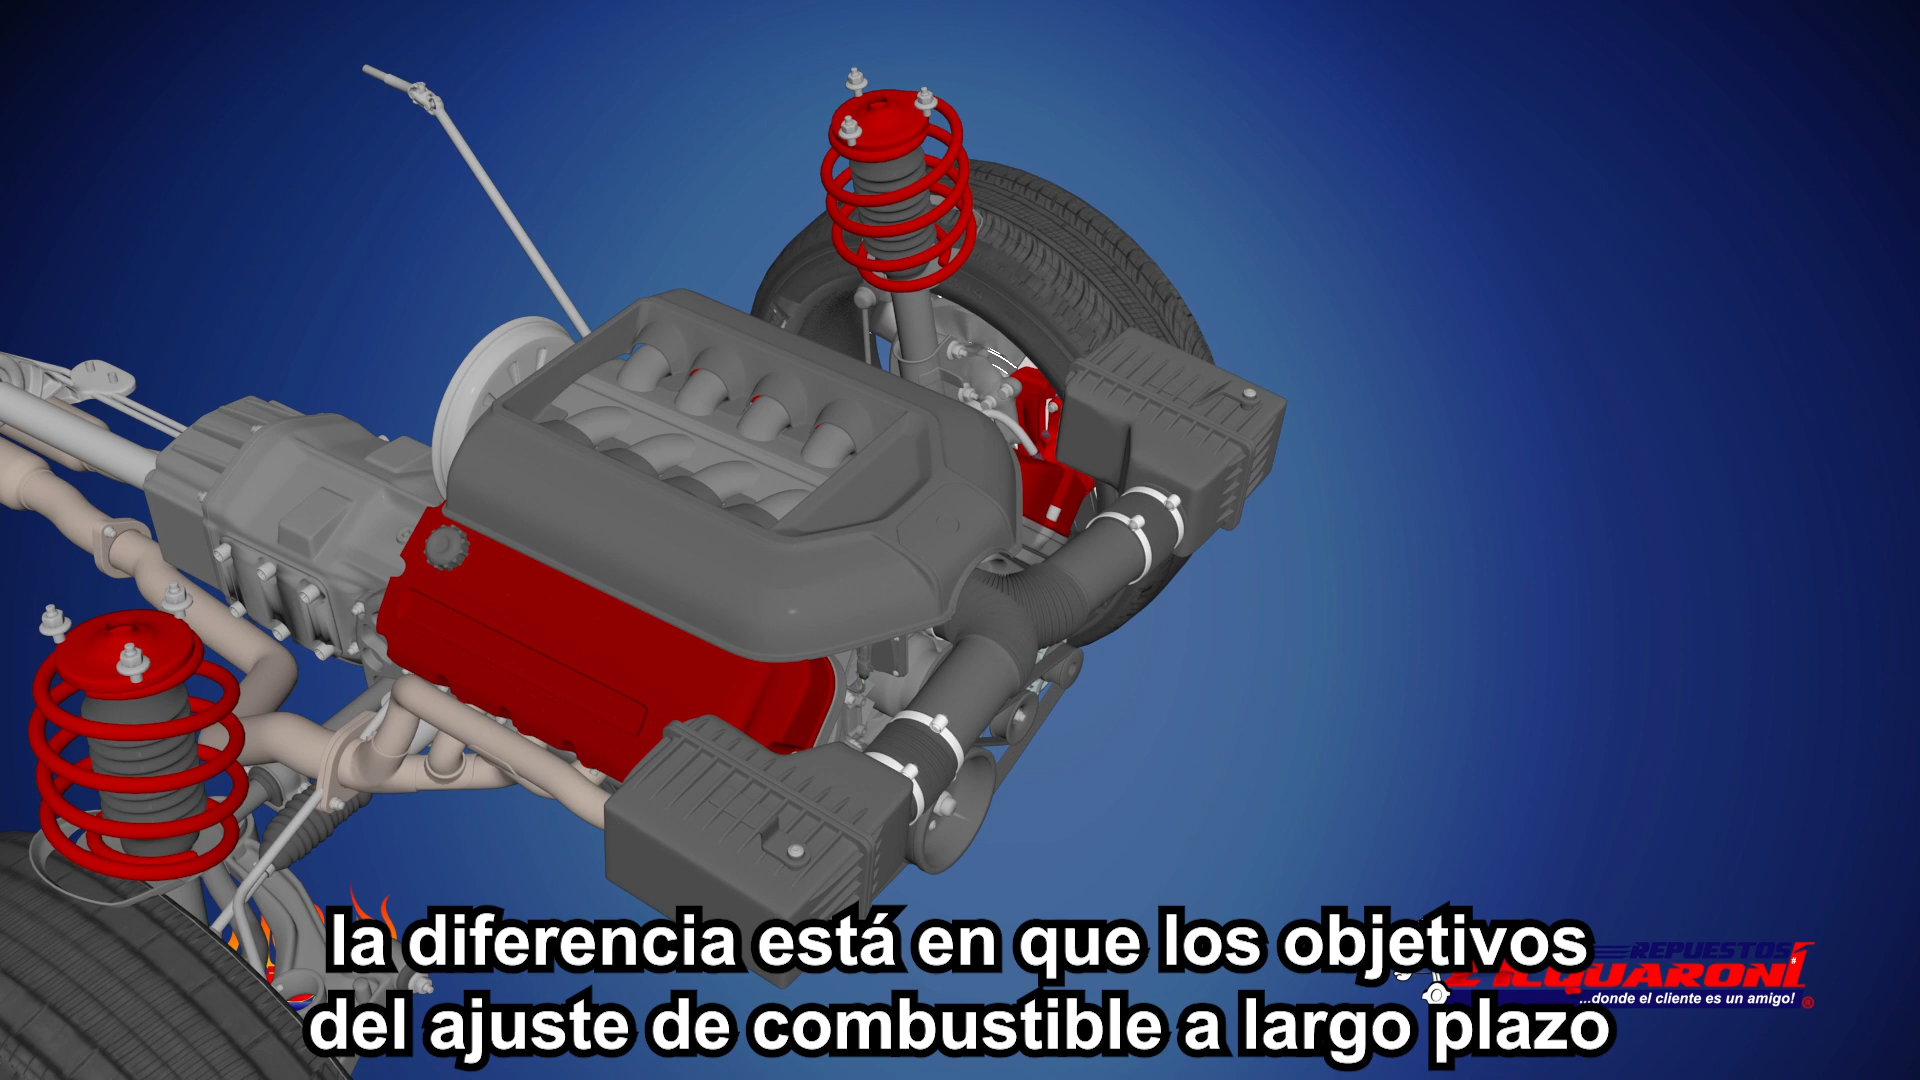 la diferencia está en que los objetivos
del ajuste de combustible a largo plazo
REPUESTOS
...donde el cliente es un amigo!